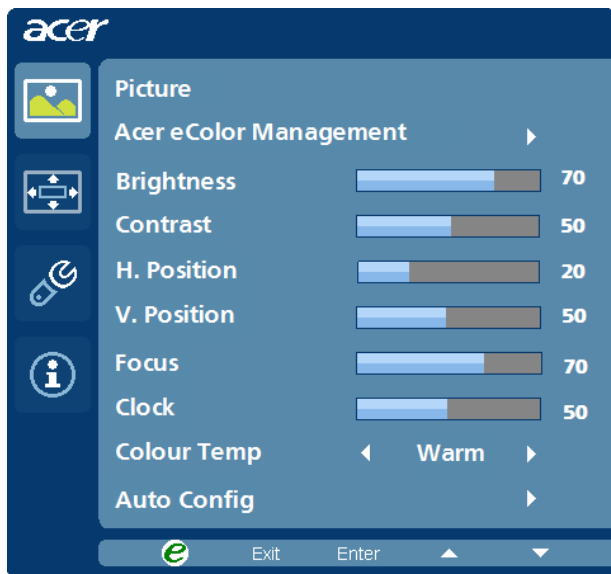 acer
Picture
Acer eColor Management
Brightness 70
Contrast 50
H. Position 20
V. Position 50
Focus 70
Clock 50
Colour Temp Warm
Auto Config
e Exit Enter